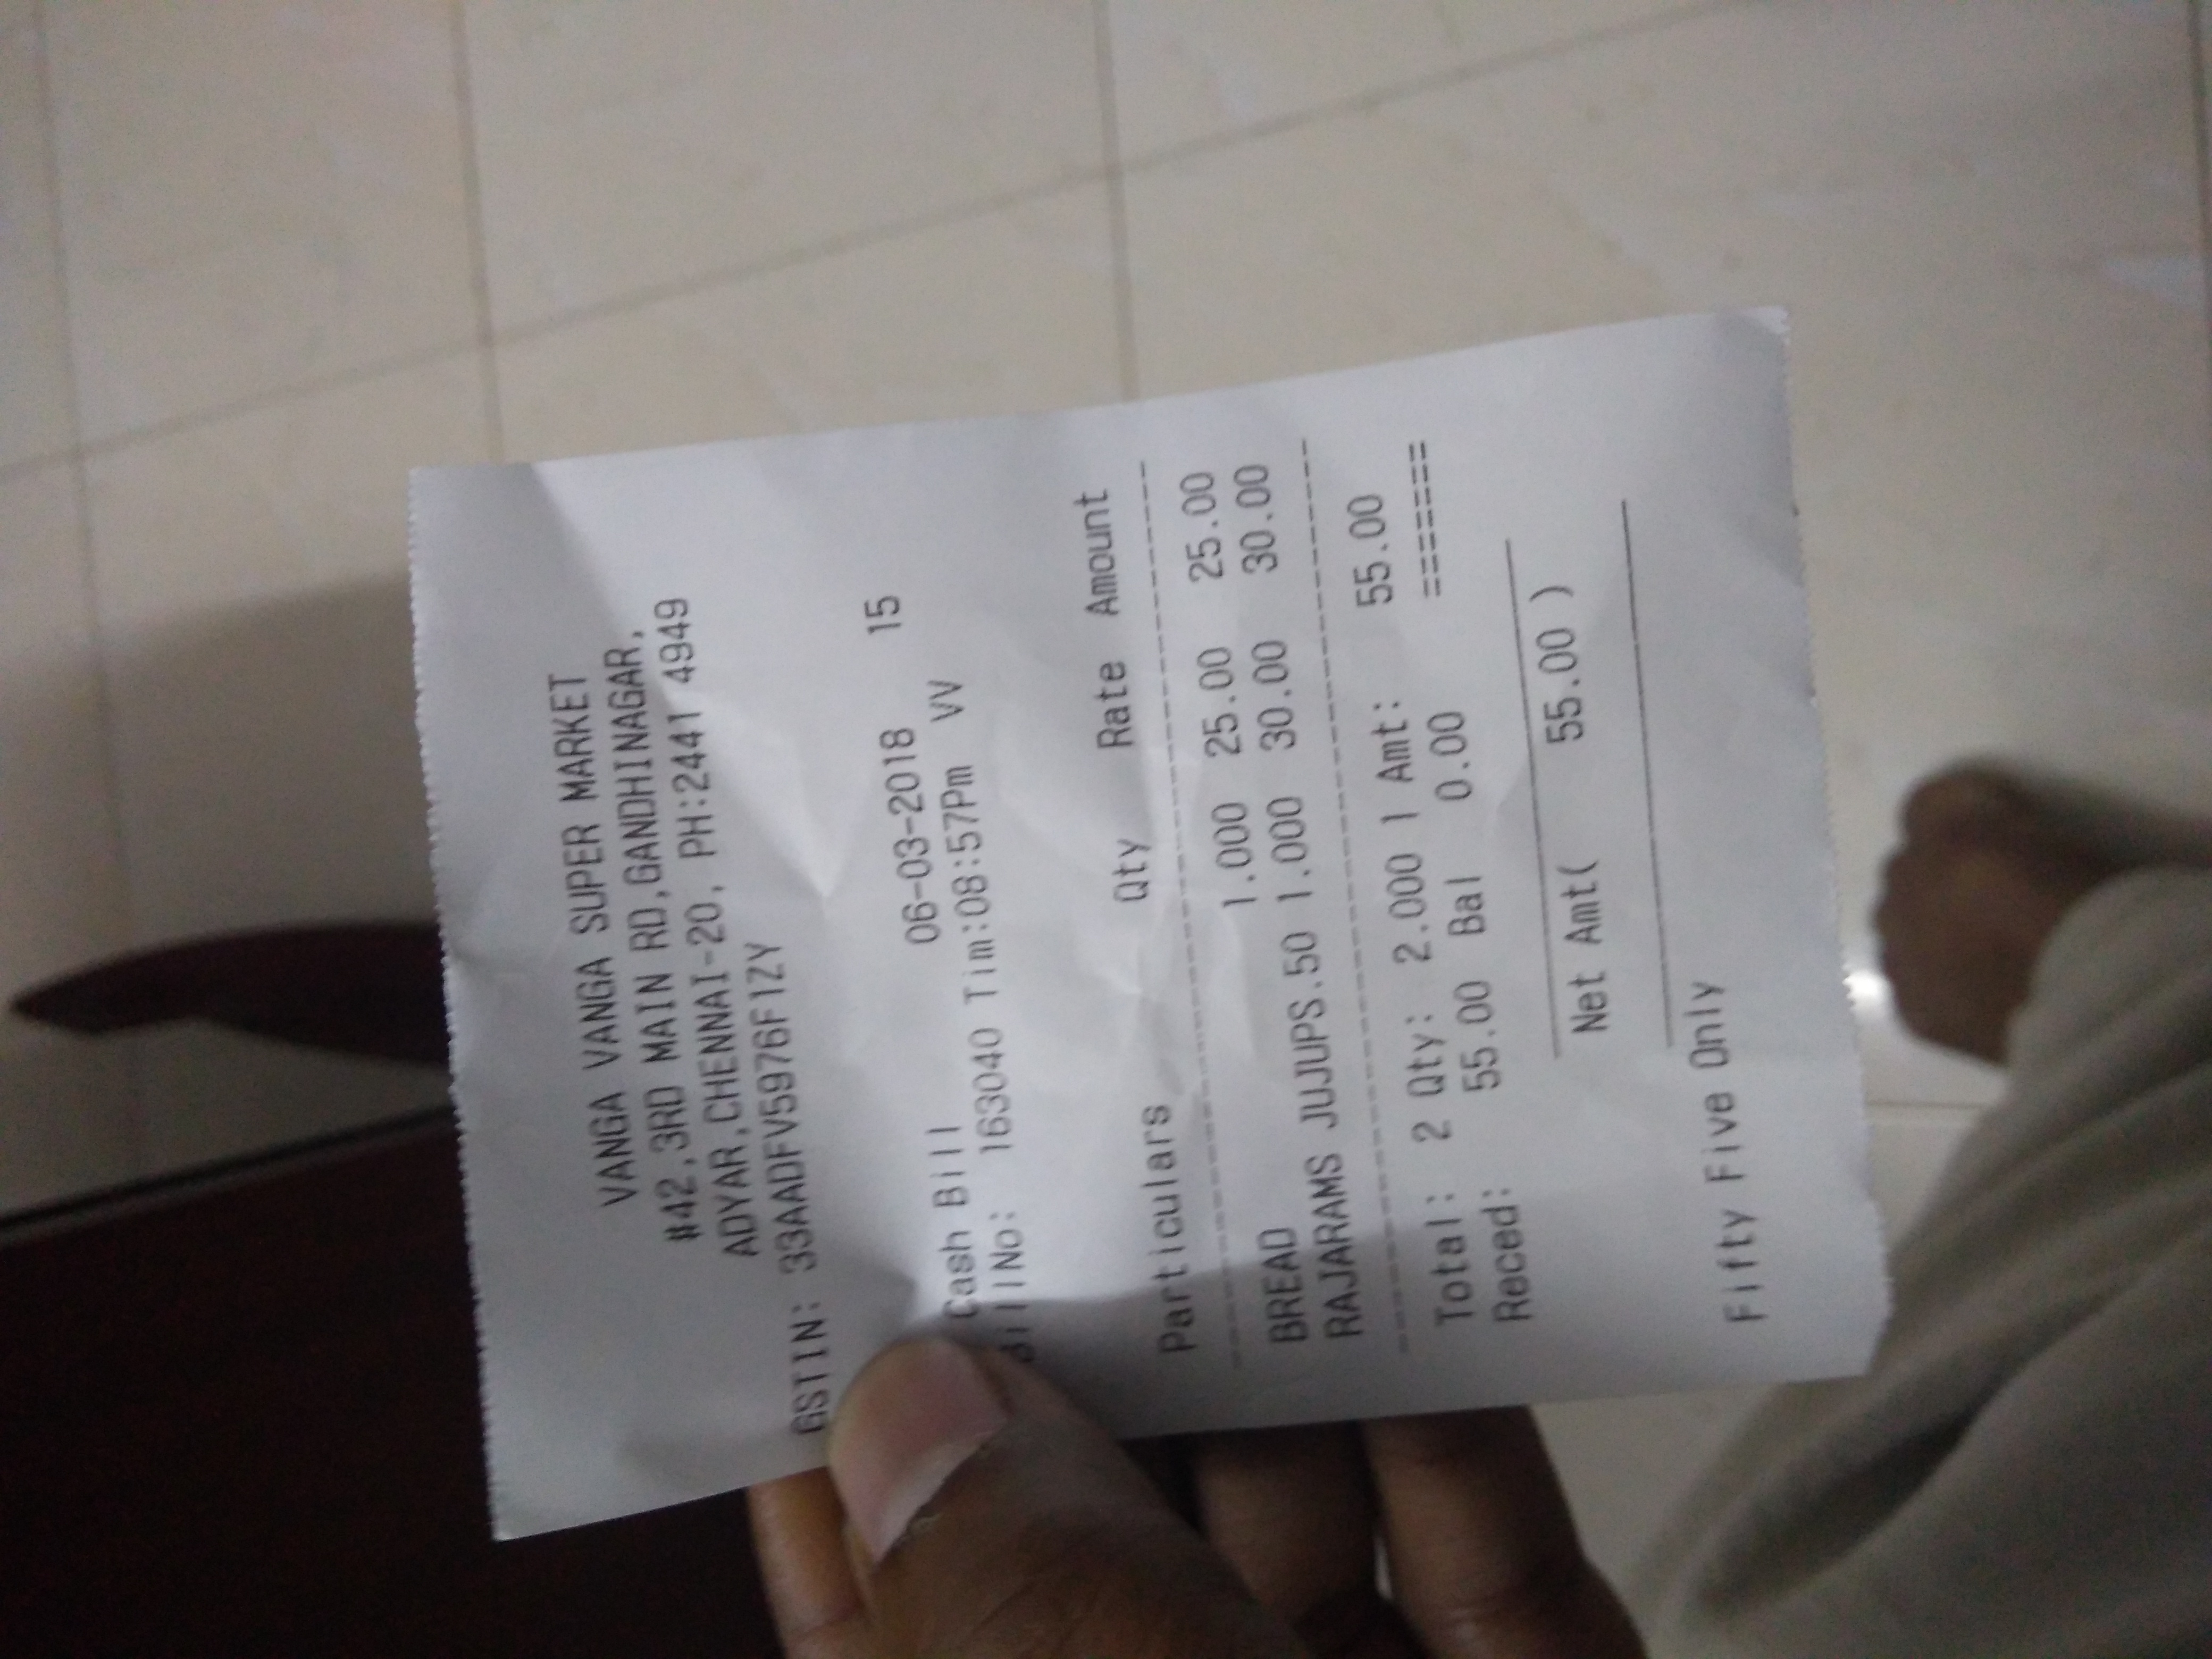 VANGA VANGA SUPER MARKET
#42,3RD MAIN RD,GANDHINAGAR,
ADYAR,CHENNAI-20, PH:2441 4949
GSTIN: 33AADFV5976F1ZY
Cash Bill 06-03-2018 15
BillNo: 163040 Tim:08:57Pm VV
Particulars Qty Rate Amount
BREAD 1.000 25.00 25.00
RAJARAMS JUJUPS.50 1.000 30.00 30.00
Total: 2 Qty: 2.000 | Amt: 55.00
=======
Reced: 55.00 Bal 0.00
Net Amt( 55.00 )
Fifty Five Only